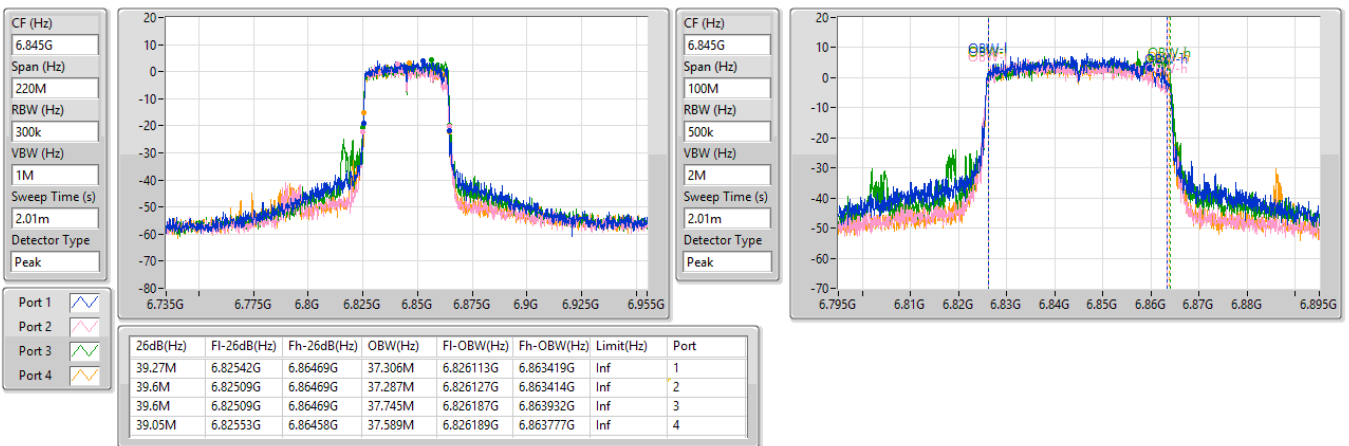 CF (Hz)
6.845G
Span (Hz)
220M
RBW (Hz)
300k
VBW (Hz)
1M
Sweep Time (s)
2.01m
Detector Type
Peak
20
10
0
-10
-20
-30
-40
-50
-60
-70
-80
6.735G 6.775G 6.8G 6.825G 6.85G 6.875G 6.9G 6.925G 6.955G
CF (Hz)
6.845G
Span (Hz)
100M
RBW (Hz)
500k
VBW (Hz)
2M
Sweep Time (s)
2.01m
Detector Type
Peak
20
10
0
-10
-20
-30
-40
-50
-60
-70
OBW-l
OBW-h
6.795G 6.81G 6.82G 6.83G 6.84G 6.85G 6.86G 6.87G 6.88G 6.895G
Port 1
Port 2
Port 3
Port 4
26dB(Hz) Fl-26dB(Hz) Fh-26dB(Hz) OBW(Hz) Fl-OBW(Hz) Fh-OBW(Hz) Limit(Hz) Port
39.27M 6.82542G 6.86469G 37.306M 6.826113G 6.863419G Inf 1
39.6M 6.82509G 6.86469G 37.287M 6.826127G 6.863414G Inf 2
39.6M 6.82509G 6.86469G 37.745M 6.826187G 6.863932G Inf 3
39.05M 6.82553G 6.86458G 37.589M 6.826189G 6.863777G Inf 4